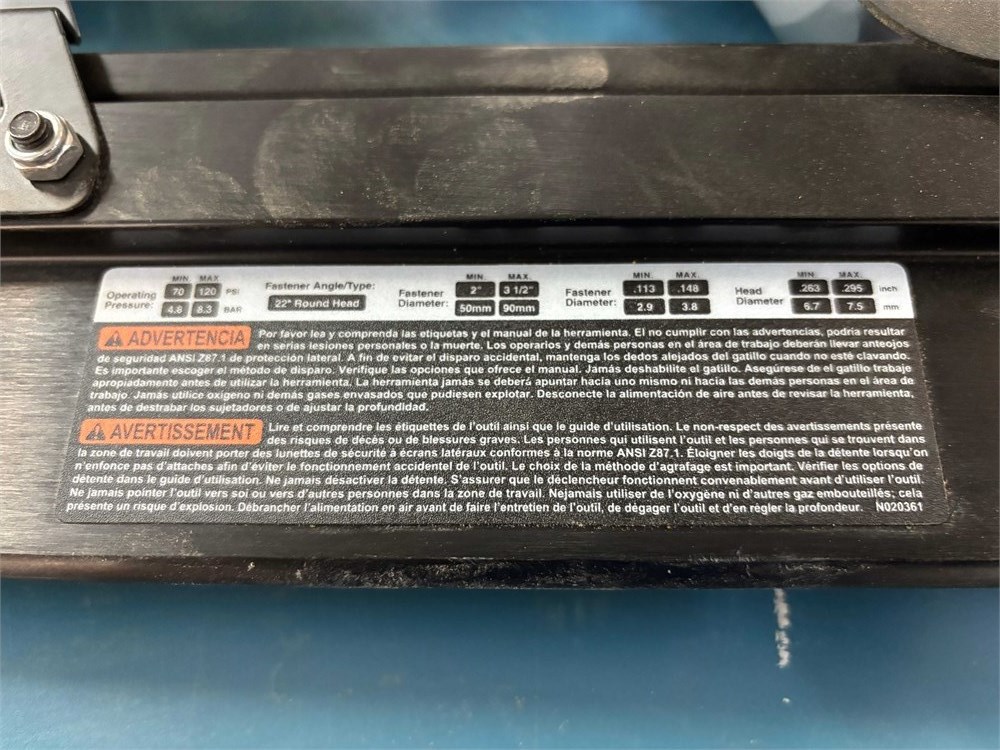 MIN MAX
Operating Pressure: 70 120 PSI
4.8 8.3 BAR
Fastener Angle/Type:
22° Round Head
MIN. MAX.
Fastener Diameter: 2" 3 1/2"
50mm 90mm
MIN. MAX.
Fastener Diameter: .113 .148
2.9 3.8
MIN. MAX.
Head Diameter .263 .295 inch
6.7 7.5 mm
ADVERTENCIA Por favor lea y comprenda las etiquetas y el manual de la herramienta. El no cumplir con las advertencias, podria resultar
en serias lesiones personales o la muerte. Los operarios y demás personas en el área de trabajo deberán llevar anteojos
de seguridad ANSI Z87.1 de protección lateral. A fin de evitar el disparo accidental, mantenga los dedos alejados del gatillo cuando no esté clavando.
Es importante escoger el método de disparo. Verifique las opciones que ofrece el manual. Jamás deshabilite el gatillo. Asegúrese de el gatillo trabaje
apropiadamente antes de utilizar la herramienta. La herramienta jamás se deberá apuntar hacía uno mismo ni hacía las demás personas en el área de
trabajo. Jamás utilice oxígeno ni demás gases envasados que pudiesen explotar. Desconecte la alimentación de aire antes de revisar la herramienta,
antes de destrabar los sujetadores o de ajustar la profundidad.
AVERTISSEMENT Lire et comprendre les étiquettes de l'outil ainsi que le guide d'utilisation. Le non-respect des avertissements présente
des risques de décès ou de blessures graves. Les personnes qui utilisent l'outil et les personnes qui se trouvent dans
la zone de travail doivent porter des lunettes de sécurité à écrans latéraux conformes à la norme ANSI Z87.1. Éloigner les doigts de la détente lorsqu'on
n'enfonce pas d'attaches afin d'éviter le fonctionnement accidentel de l'outil. Le choix de la méthode d'agrafage est important. Vérifier les options de
détente dans le guide d'utilisation. Ne jamais désactiver la détente. S'assurer que le déclencheur fonctionnent convenablement avant d'utiliser l'outil.
Ne jamais pointer l'outil vers soi ou vers d'autres personnes dans la zone de travail. Nejamais utiliser de l'oxygène ni d'autres gaz embouteillés; cela
présente un risque d'explosion. Débrancher l'alimentation en air avant de faire l'entretien de l'outil, de dégager l'outil et d'en règler la profondeur. N020361